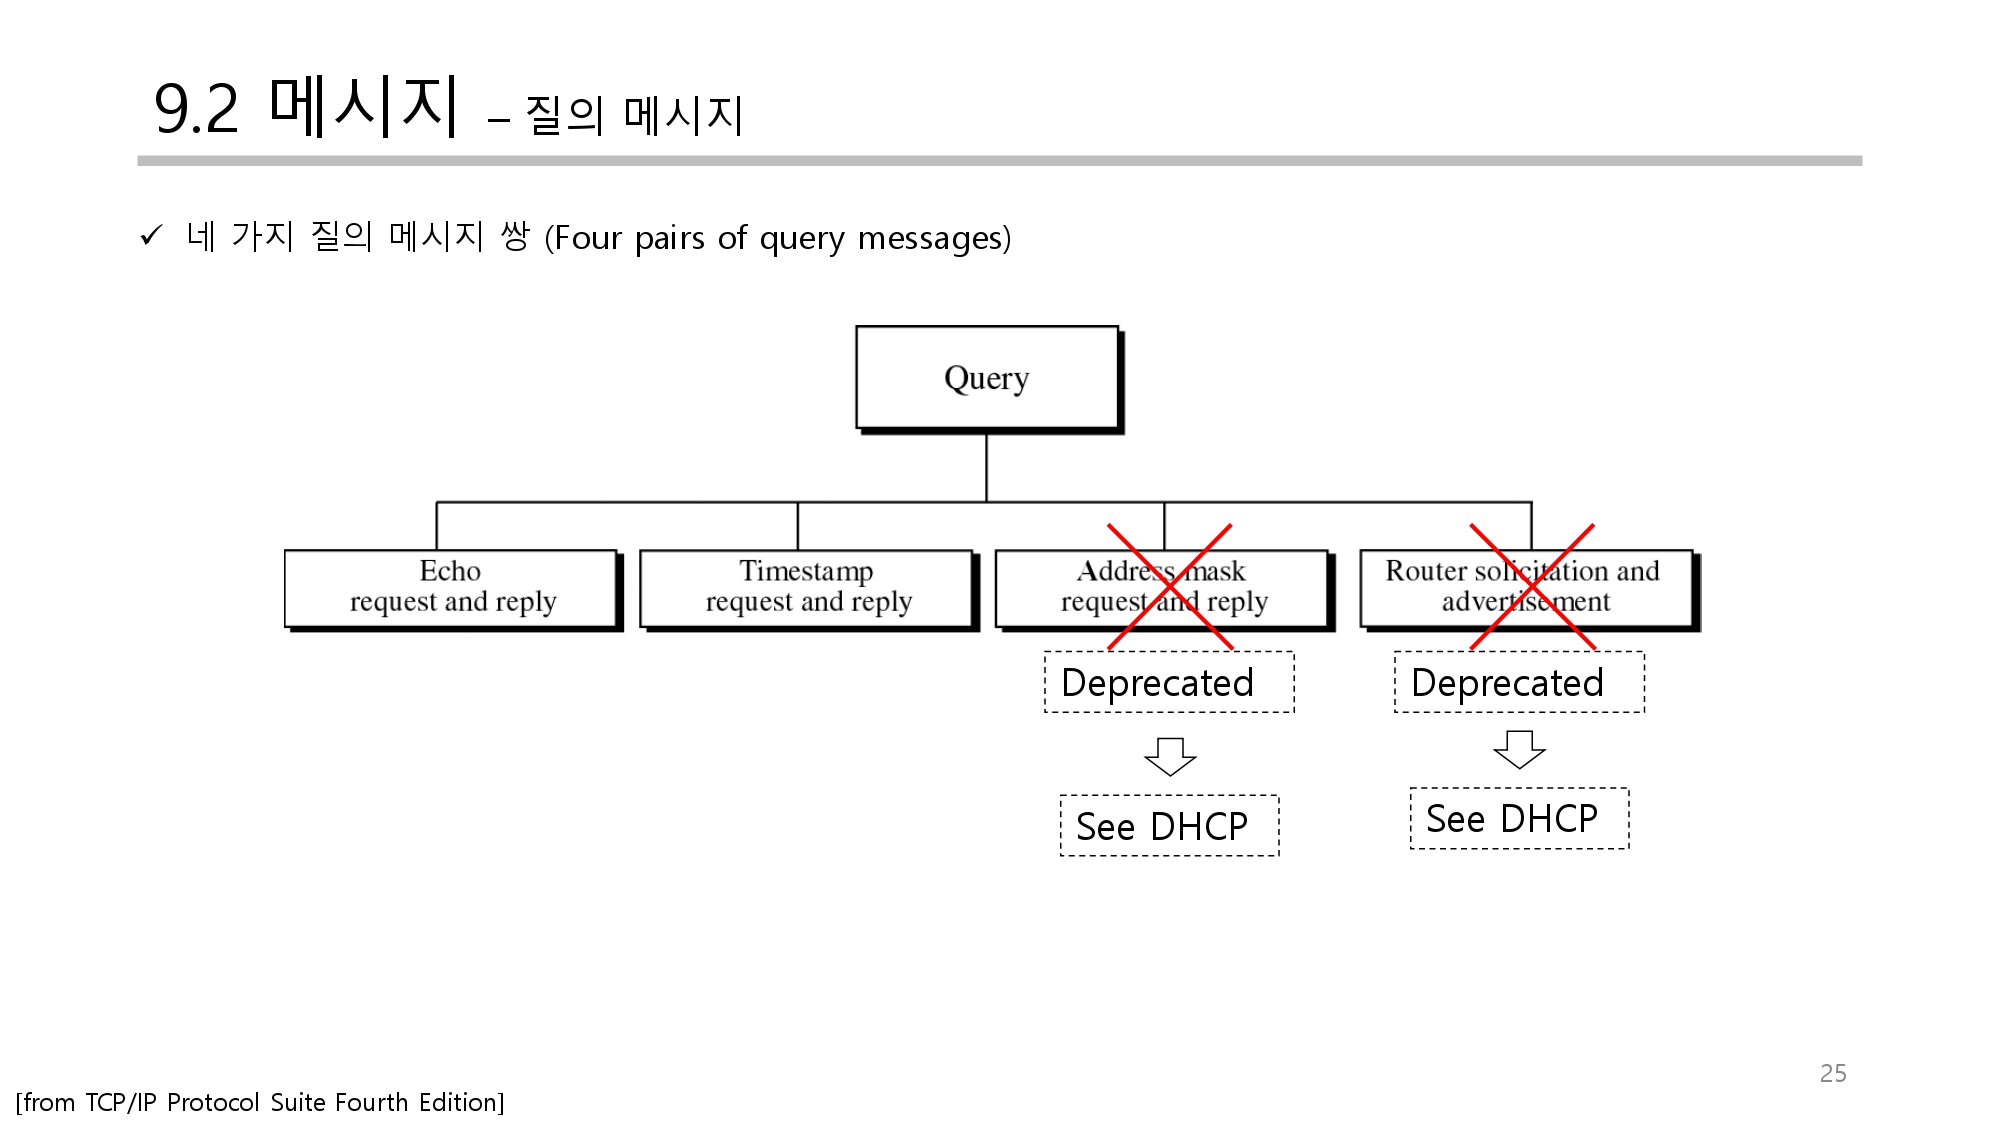 9.2 메시지 – 질의 메시지
✓ 네 가지 질의 메시지 쌍 (Four pairs of query messages)
Query
Echo
request and reply
Timestamp
request and reply
Address mask
request and reply
Router solicitation and
advertisement
Deprecated
Deprecated
See DHCP
See DHCP
25
[from TCP/IP Protocol Suite Fourth Edition]